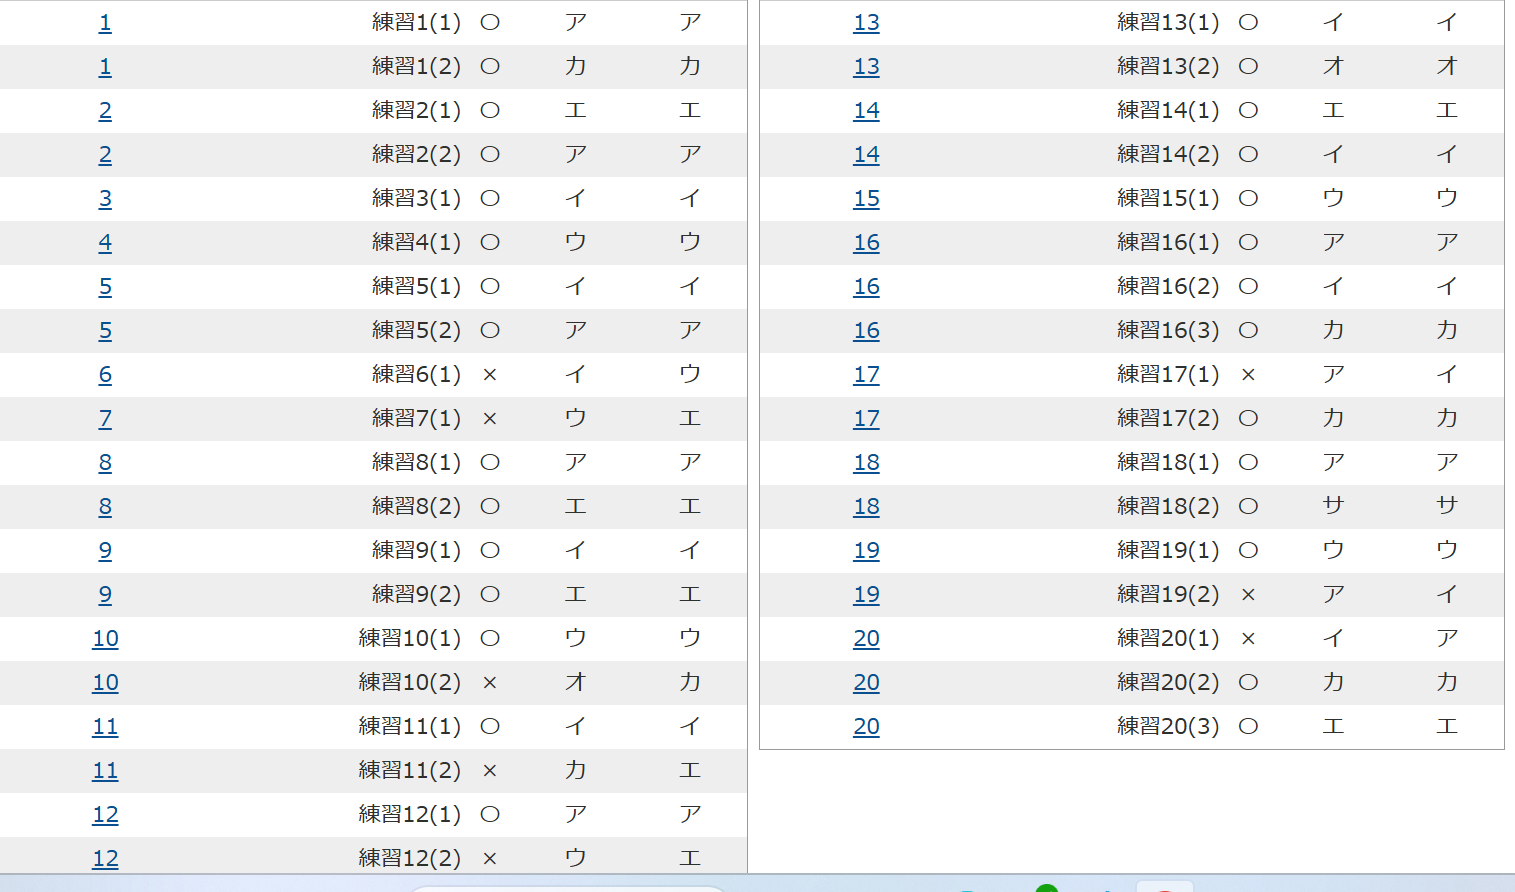 1 練習1(1) ○ ア ア
1 練習1(2) ○ カ カ
2 練習2(1) ○ エ エ
2 練習2(2) ○ ア ア
3 練習3(1) ○ イ イ
4 練習4(1) ○ ウ ウ
5 練習5(1) ○ イ イ
5 練習5(2) ○ ア ア
6 練習6(1) × イ ウ
7 練習7(1) × ウ エ
8 練習8(1) ○ ア ア
8 練習8(2) ○ エ エ
9 練習9(1) ○ イ イ
9 練習9(2) ○ エ エ
10 練習10(1) ○ ウ ウ
10 練習10(2) × オ カ
11 練習11(1) ○ イ イ
11 練習11(2) × カ エ
12 練習12(1) ○ ア ア
12 練習12(2) × ウ エ
13 練習13(1) ○ イ イ
13 練習13(2) ○ オ オ
14 練習14(1) ○ エ エ
14 練習14(2) ○ イ イ
15 練習15(1) ○ ウ ウ
16 練習16(1) ○ ア ア
16 練習16(2) ○ イ イ
16 練習16(3) ○ カ カ
17 練習17(1) × ア イ
17 練習17(2) ○ カ カ
18 練習18(1) ○ ア ア
18 練習18(2) ○ サ サ
19 練習19(1) ○ ウ ウ
19 練習19(2) × ア イ
20 練習20(1) × イ ア
20 練習20(2) ○ カ カ
20 練習20(3) ○ エ エ